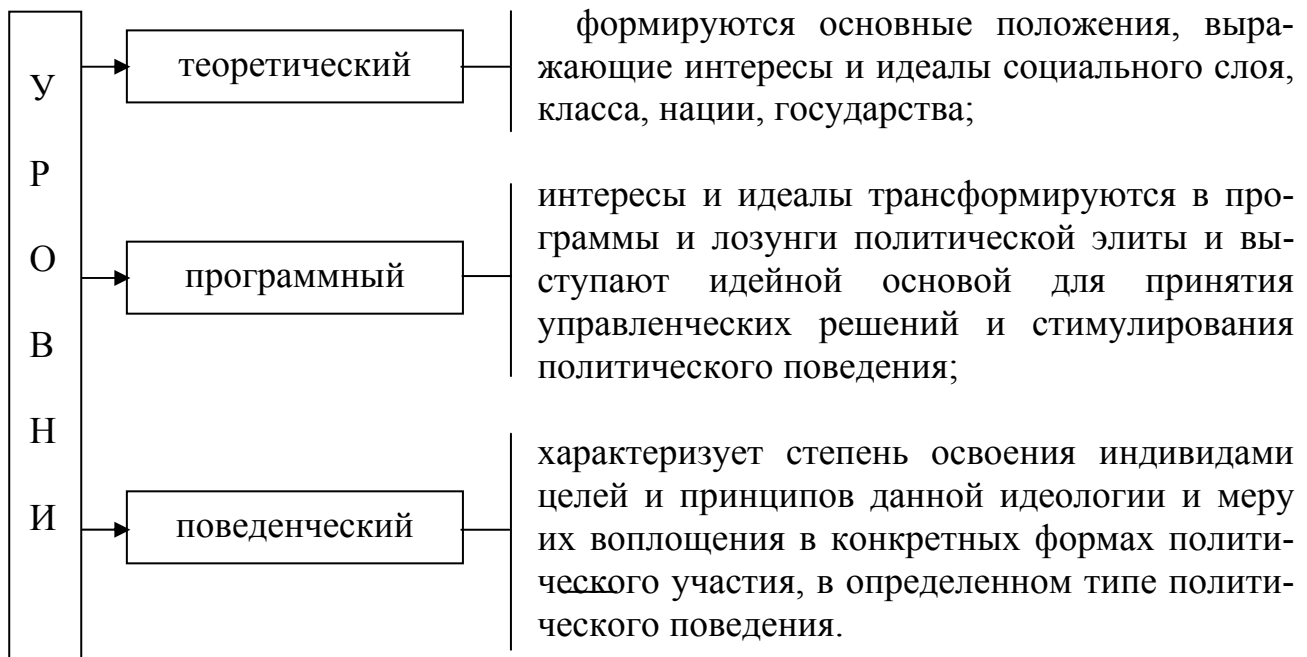 УРОВНИ
теоретический
формируются основные положения, выра-
жающие интересы и идеалы социального слоя,
класса, нации, государства;
программный
интересы и идеалы трансформируются в про-
граммы и лозунги политической элиты и вы-
ступают идейной основой для принятия
управленческих решений и стимулирования
политического поведения;
поведенческий
характеризует степень освоения индивидами
целей и принципов данной идеологии и меру
их воплощения в конкретных формах полити-
ческого участия, в определенном типе полити-
ческого поведения.